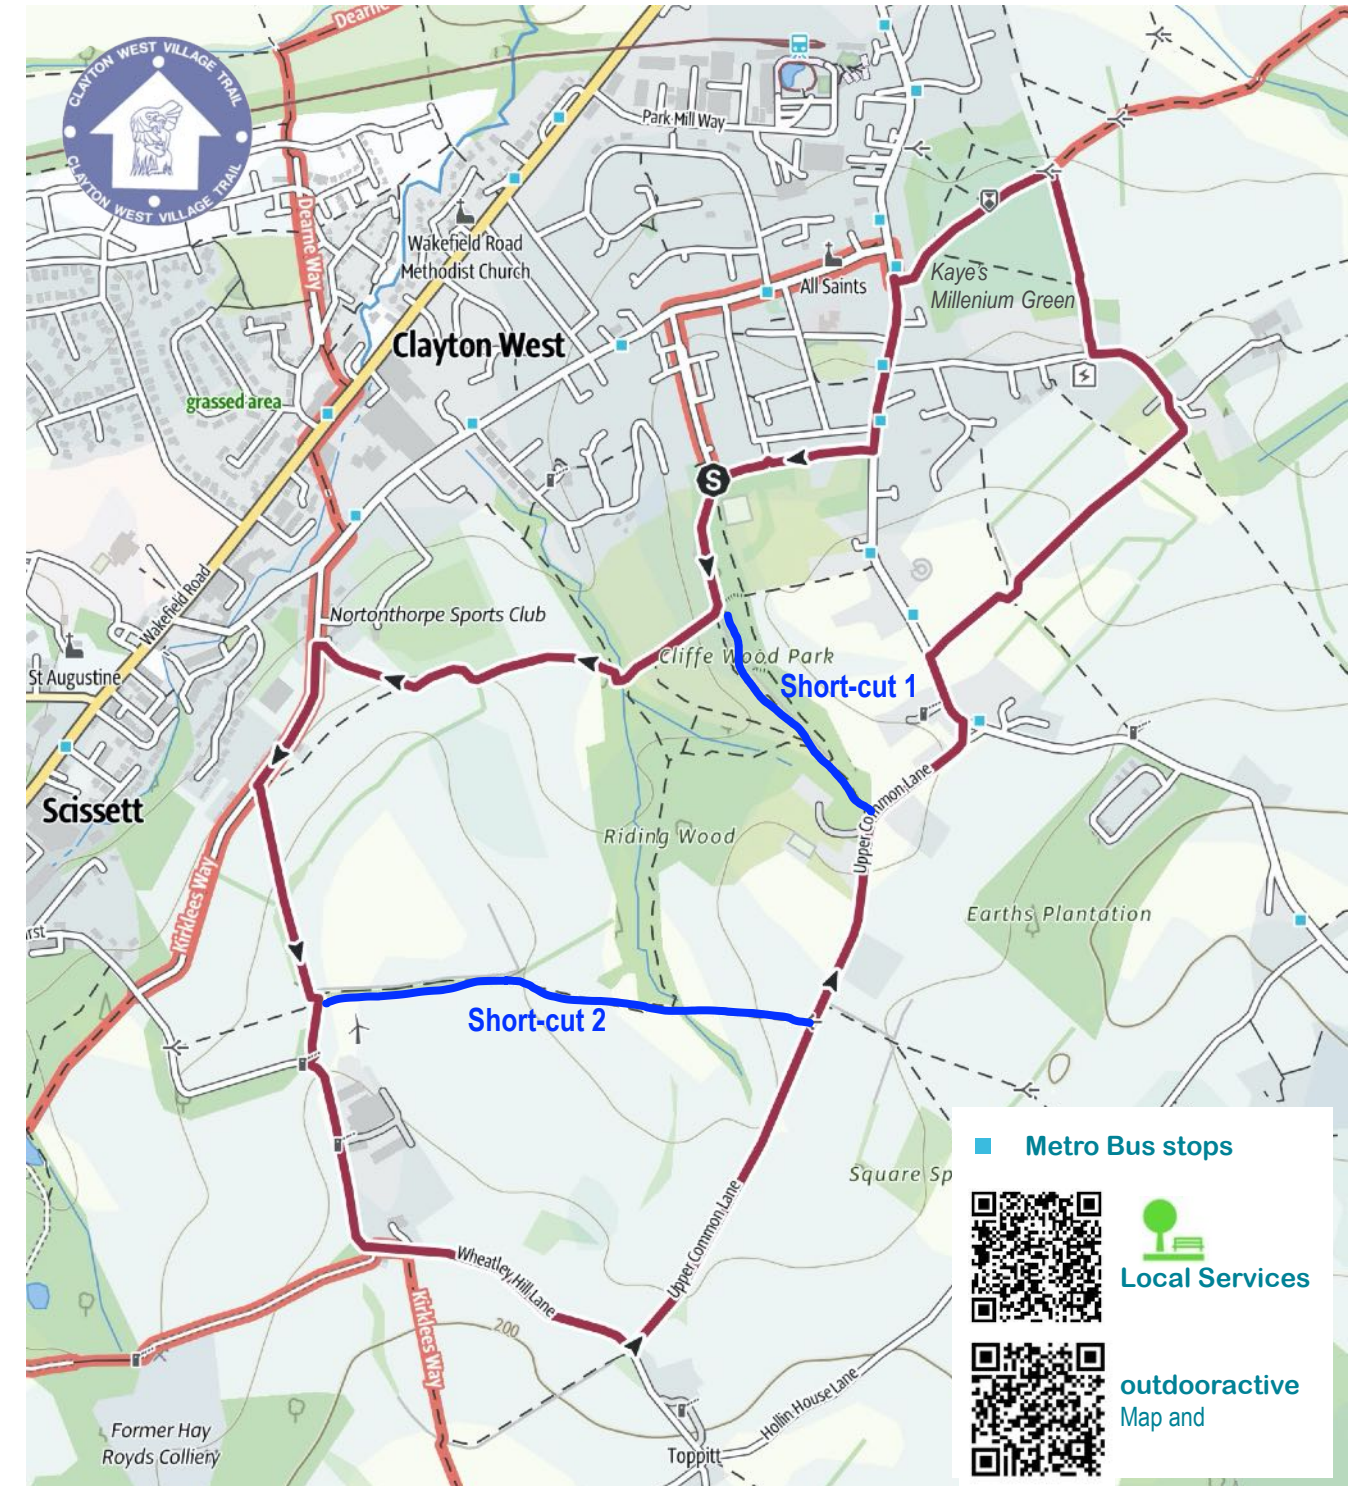 Dearne
CLAYTON WEST VILLAGE TRAIL
CLAYTON WEST VILLAGE TRAIL
Park Mill Way
Dearne Way
Wakefield Road
Methodist Church
All Saints
Kaye's
Millenium Green
Clayton West
grassed area
S
Wakefield Road
Nortonthorpe Sports Club
St Augustine
Cliffe Wood Park
Short-cut 1
Upper Common Lane
Scissett
Riding Wood
Kirklees Way
Earths Plantation
rst
Short-cut 2
Square Sp
Upper Common Lane
Wheatley Hill Lane
Kirklees Way
200
Hollin House Lane
Former Hay
Royds Colliery
Toppitt
Metro Bus stops
Local Services
outdooractive
Map and